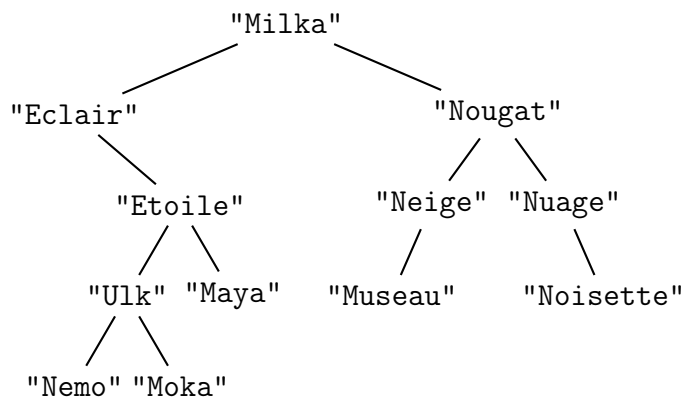 "Milka"
"Eclair" "Nougat"
"Etoile" "Neige" "Nuage"
"Ulk" "Maya" "Museau" "Noisette"
"Nemo" "Moka"